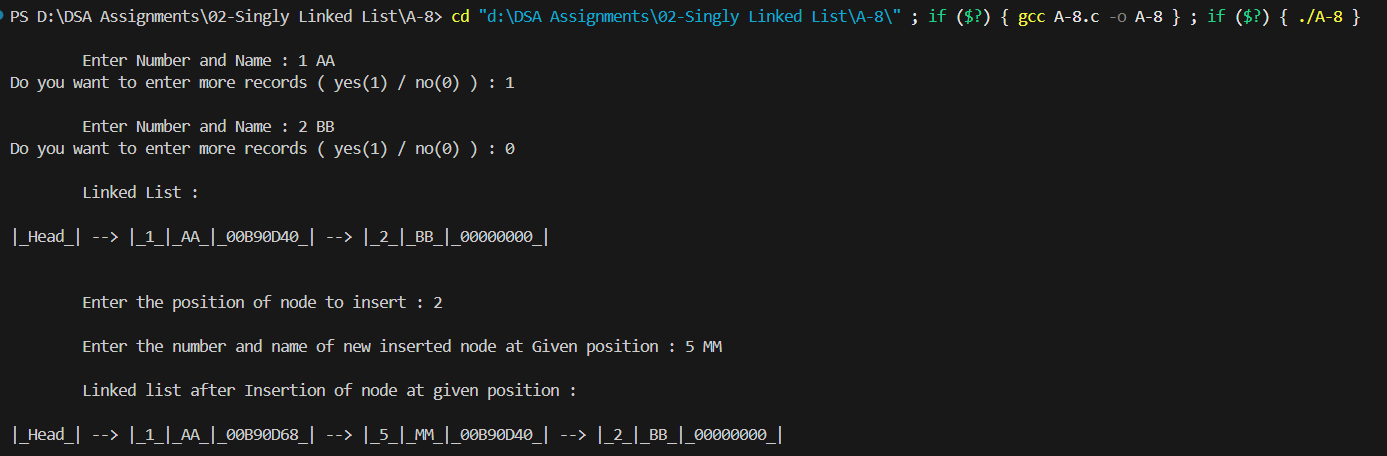 PS D:\DSA Assignments\02-Singly Linked List\A-8> cd "d:\DSA Assignments\02-Singly Linked List\A-8\" ; if ($?) { gcc A-8.c -o A-8 } ; if ($?) { ./A-8 }
Enter Number and Name : 1 AA
Do you want to enter more records ( yes(1) / no(0) ) : 1
Enter Number and Name : 2 BB
Do you want to enter more records ( yes(1) / no(0) ) : 0
Linked List :
|_Head_| --> |_1_|_AA_|_00B90D40_| --> |_2_|_BB_|_00000000_|
Enter the position of node to insert : 2
Enter the number and name of new inserted node at Given position : 5 MM
Linked list after Insertion of node at given position :
|_Head_| --> |_1_|_AA_|_00B90D68_| --> |_5_|_MM_|_00B90D40_| --> |_2_|_BB_|_00000000_|